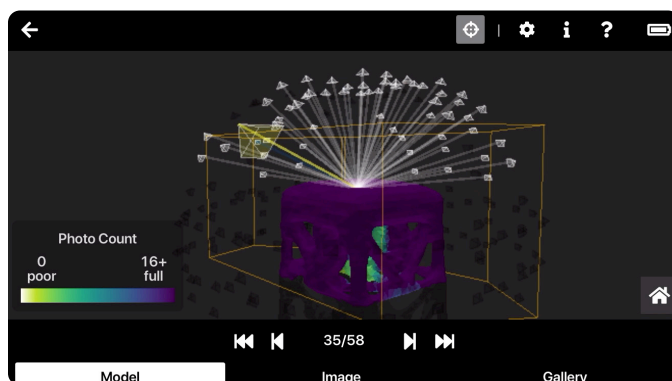 | i ?
Photo Count
0 16+
poor full
35/58
Model Image Gallery